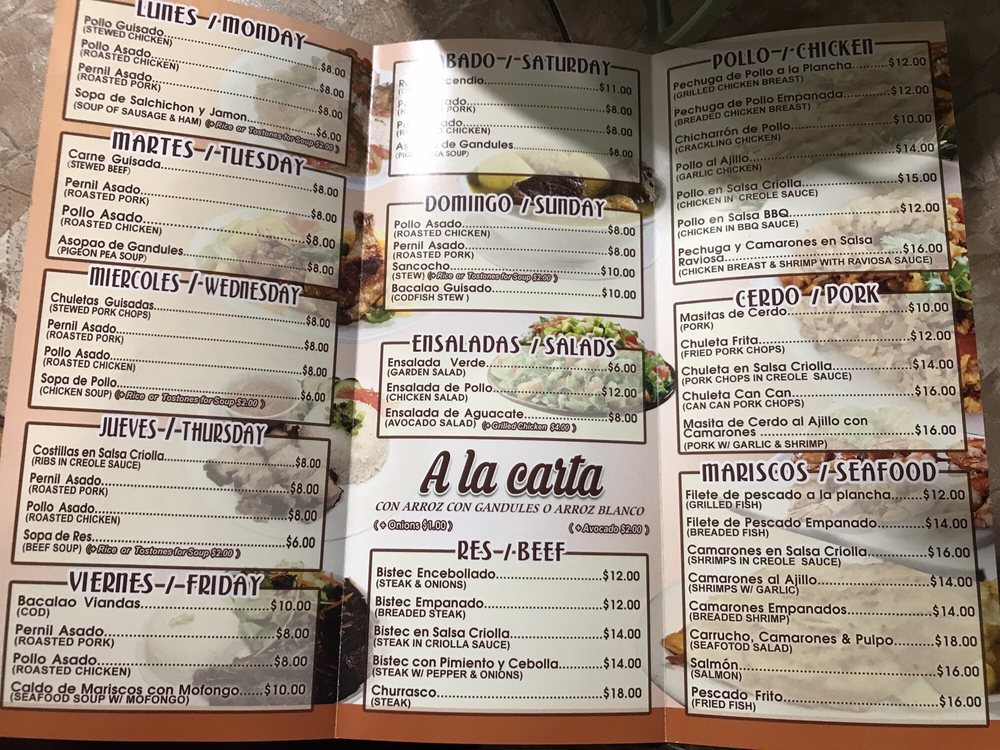 LUNES / MONDAY
Pollo Guisado........$8.00
(STEWED CHICKEN)
Pollo Asado........$8.00
(ROASTED CHICKEN)
Pernil Asado........$8.00
(ROASTED PORK)
Sopa de Salchichon y Jamon........$6.00
(SOUP OF SAUSAGE & HAM) (+ Rice or Tostones for Soup $2.00 )
MARTES / TUESDAY
Carne Guisada........$8.00
(STEWED BEEF)
Pernil Asado........$8.00
(ROASTED PORK)
Pollo Asado........$8.00
(ROASTED CHICKEN)
Asopao de Gandules........$8.00
(PIGEON PEA SOUP)
MIERCOLES / WEDNESDAY
Chuletas Guisadas........$8.00
(STEWED PORK CHOPS)
Pernil Asado........$8.00
(ROASTED PORK)
Pollo Asado........$8.00
(ROASTED CHICKEN)
Sopa de Pollo........$6.00
(CHICKEN SOUP) (+ Rice or Tostones for Soup $2.00 )
JUEVES / THURSDAY
Costillas en Salsa Criolla........$8.00
(RIBS IN CREOLE SAUCE)
Pernil Asado........$8.00
(ROASTED PORK)
Pollo Asado........$8.00
(ROASTED CHICKEN)
Sopa de Res........$6.00
(BEEF SOUP) (+ Rice or Tostones for Soup $2.00 )
VIERNES / FRIDAY
Bacalao Viandas........$10.00
(COD)
Pernil Asado........$8.00
(ROASTED PORK)
Pollo Asado........$8.00
(ROASTED CHICKEN)
Caldo de Mariscos con Mofongo......$10.00
(SEAFOOD SOUP W/ MOFONGO)
/ SATURDAY
........$11.00
........$8.00
PORK)
........$8.00
CHICKEN)
de Gandules........$8.00
PEA SOUP)
DOMINGO / SUNDAY
Pollo Asado........$8.00
(ROASTED CHICKEN)
Pernil Asado........$8.00
(ROASTED PORK)
Sancocho........$10.00
(STEW) (+ Rice or Tostones for Soup $2.00 )
Bacalao Guisado........$10.00
(CODFISH STEW )
ENSALADAS / SALADS
Ensalada Verde........$6.00
(GARDEN SALAD)
Ensalada de Pollo........$12.00
(CHICKEN SALAD)
Ensalada de Aguacate........$8.00
(AVOCADO SALAD) (+ Grilled Chicken $4.00 )
A la carta
CON ARROZ CON GANDULES O ARROZ BLANCO
( + Onions $1.00 ) ( + Avocado $2.00 )
RES / BEEF
Bistec Encebollado........$12.00
(STEAK & ONIONS)
Bistec Empanado........$12.00
(BREADED STEAK)
Bistec en Salsa Criolla........$14.00
(STEAK IN CRIOLLA SAUCE)
Bistec con Pimiento y Cebolla........$14.00
(STEAK W/ PEPPER & ONIONS)
Churrasco........$18.00
(STEAK)
POLLO / CHICKEN
Pechuga de Pollo a la Plancha........$12.00
(GRILLED CHICKEN BREAST)
Pechuga de Pollo Empanada........$12.00
(BREADED CHICKEN BREAST)
Chicharrón de Pollo........$10.00
(CRACKLING CHICKEN)
Pollo al Ajillo........$14.00
(GARLIC CHICKEN)
Pollo en Salsa Criolla........$15.00
(CHICKEN IN CREOLE SAUCE)
Pollo en Salsa BBQ........$12.00
(CHICKEN IN BBQ SAUCE)
Pechuga y Camarones en Salsa
Raviosa........$16.00
(CHICKEN BREAST & SHRIMP WITH RAVIOSA SAUCE)
CERDO / PORK
Masitas de Cerdo........$10.00
(PORK)
Chuleta Frita........$12.00
(FRIED PORK CHOPS)
Chuleta en Salsa Criolla........$14.00
(PORK CHOPS IN CREOLE SAUCE)
Chuleta Can Can........$16.00
(CAN CAN PORK CHOPS)
Masita de Cerdo al Ajillo con
Camarones ........$16.00
(PORK W/ GARLIC & SHRIMP)
MARISCOS / SEAFOOD
Filete de pescado a la plancha........$12.00
(GRILLED FISH)
Filete de Pescado Empanado........$14.00
(BREADED FISH)
Camarones en Salsa Criolla........$16.00
(SHRIMPS IN CREOLE SAUCE)
Camarones al Ajillo........$14.00
(SHRIMPS W/ GARLIC)
Camarones Empanados........$14.00
(BREADED SHRIMP)
Carrucho, Camarones & Pulpo........$18.00
(SEAFOTOD SALAD)
Salmón........$16.00
(SALMON)
Pescado Frito........$16.00
(FRIED FISH)